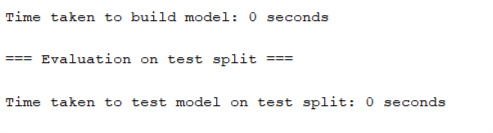 Time taken to build model: 0 seconds
=== Evaluation on test split ===
Time taken to test model on test split: 0 seconds